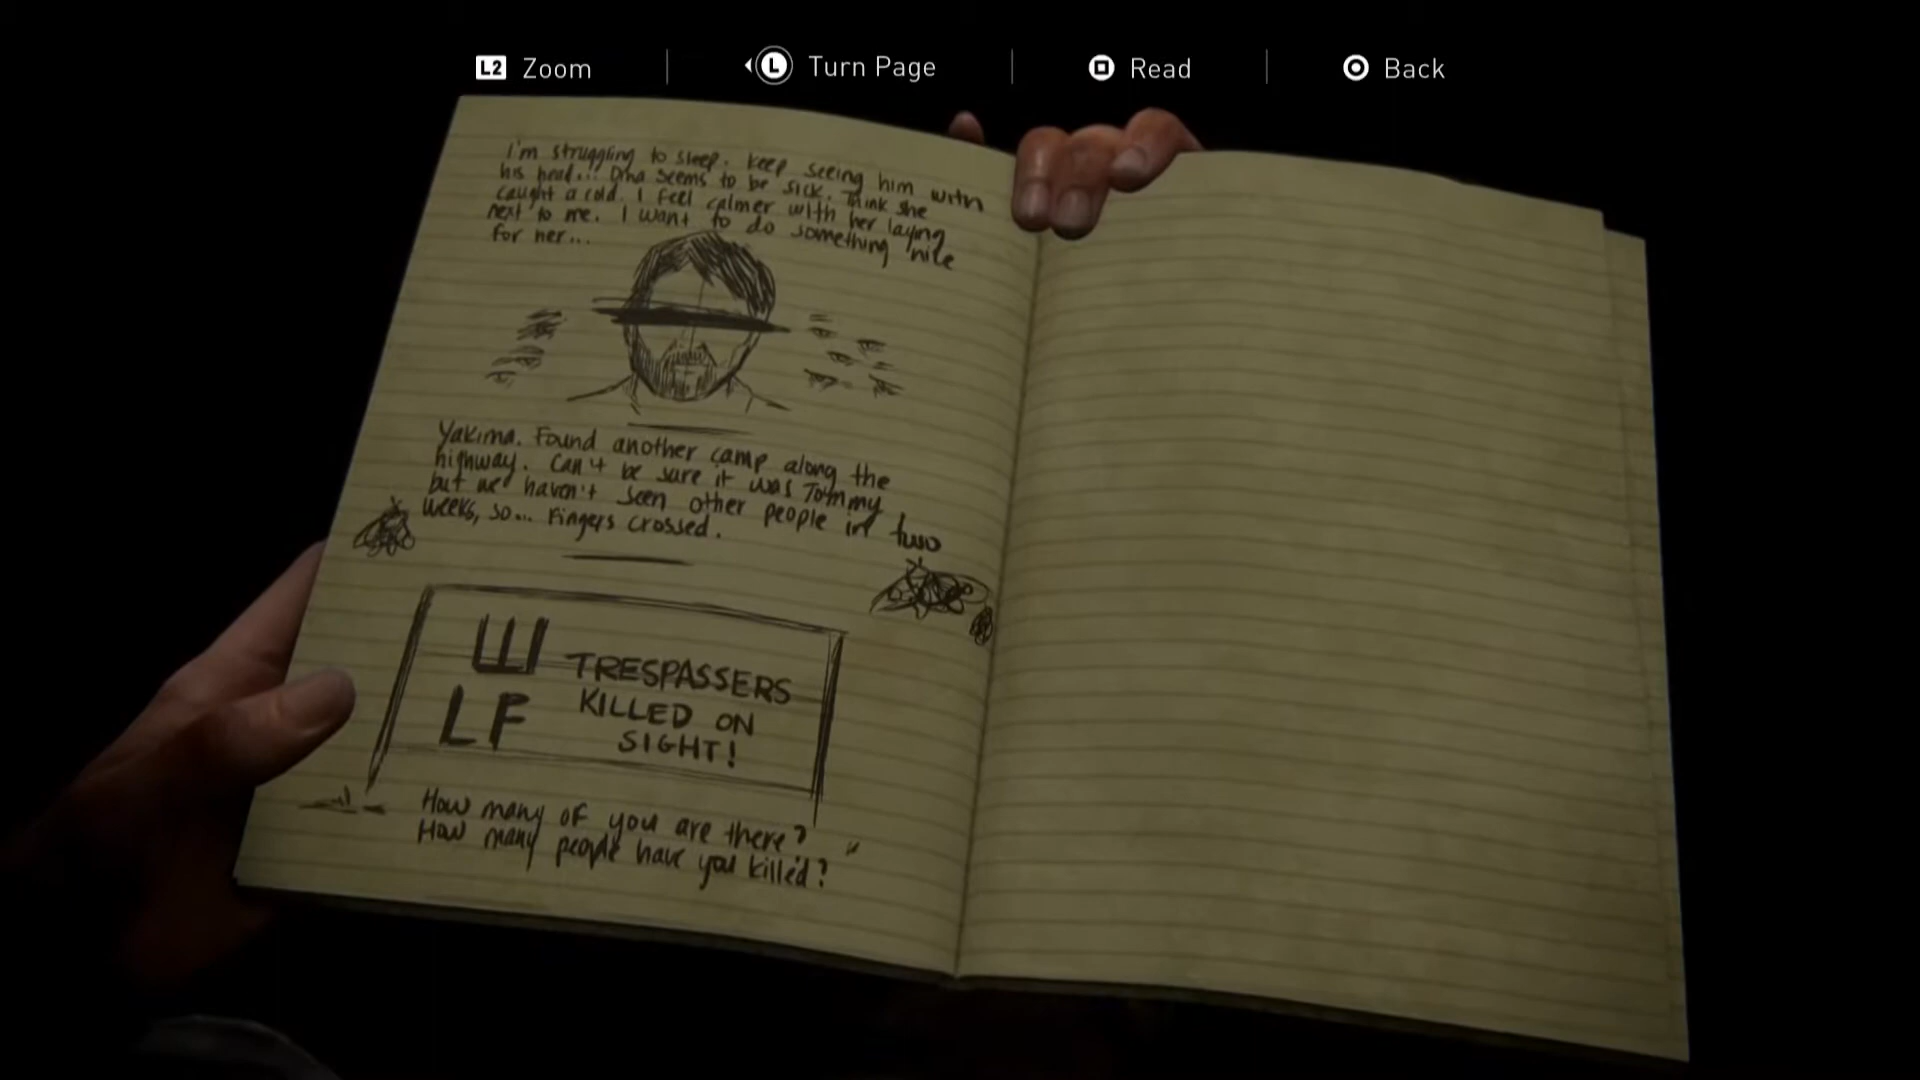 L2 Zoom
L Turn Page
Read
Back
I'm struggling to sleep. Keep seeing him with
his head... Dina seems to be sick. Think she
caught a cold. I feel calmer with her laying
next to me. I want to do something nice
for her...
Yakima. Found another camp along the
highway. Can't be sure it was Tommy
but we haven't seen other people in two
weeks, so... Fingers crossed.
W TRESPASSERS
LF KILLED ON
SIGHT!
How many of you are there?
How many people have you killed?